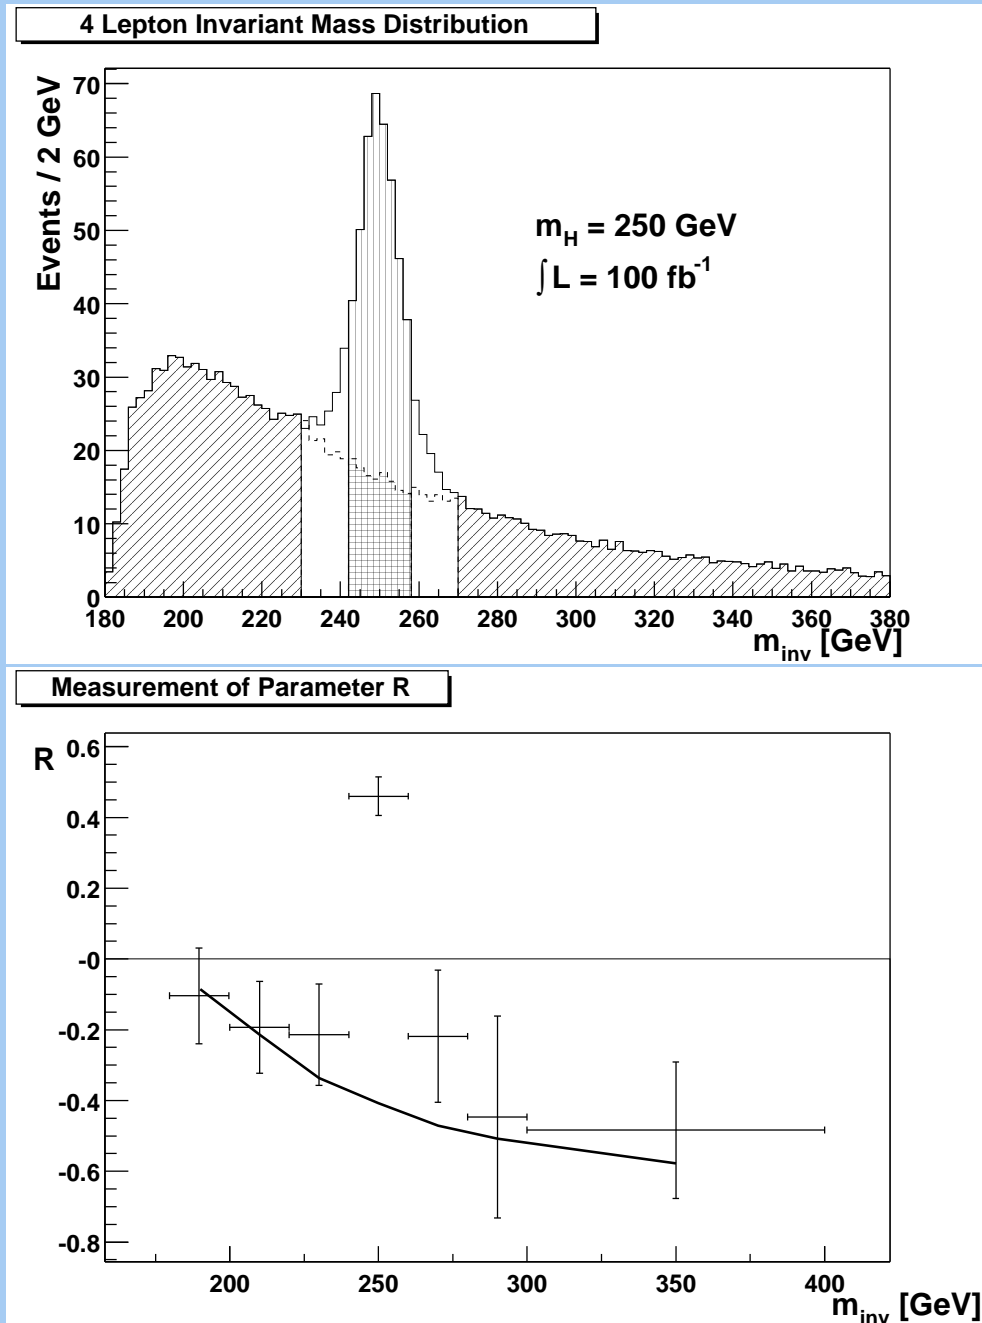 4 Lepton Invariant Mass Distribution
Events / 2 GeV
70
60
50
40
30
20
10
0
m_H = 250 GeV
∫L = 100 fb^-1
180 200 220 240 260 280 300 320 340 360 380
m_inv [GeV]
Measurement of Parameter R
R
0.6
0.4
0.2
-0
-0.2
-0.4
-0.6
-0.8
200 250 300 350 400
m_inv [GeV]